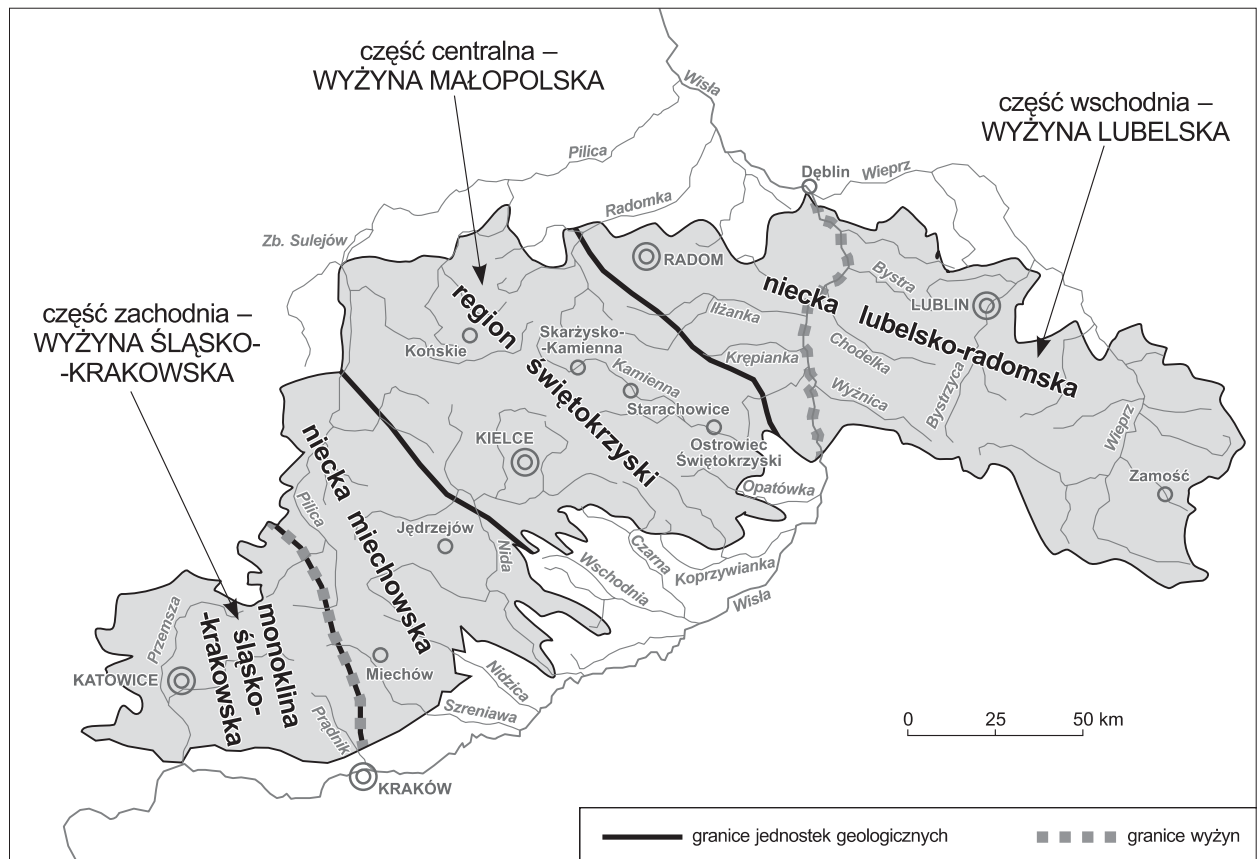 część centralna –
WYŻYNA MAŁOPOLSKA
część wschodnia –
WYŻYNA LUBELSKA
część zachodnia –
WYŻYNA ŚLĄSKO-
-KRAKOWSKA
Wisła
Pilica
Dęblin
Wieprz
Radomka
Zb. Sulejów
RADOM
Bystra
LUBLIN
region świętokrzyski
niecka lubelsko-radomska
Iłżanka
Skarżysko-
-Kamienna
Końskie
Krępianka
Chodelka
Kamienna
Wyżnica
Bystrzyca
Starachowice
Wieprz
KIELCE
Ostrowiec
Świętokrzyski
Zamość
Opatówka
niecka miechowska
Pilica
Jędrzejów
Nida
Czarna
Koprzywianka
Wschodnia
Wisła
Przemsza
monoklina
śląsko-
-krakowska
KATOWICE
Miechów
Nidzica
Szreniawa
Prądnik
KRAKÓW
0 25 50 km
granice jednostek geologicznych
granice wyżyn